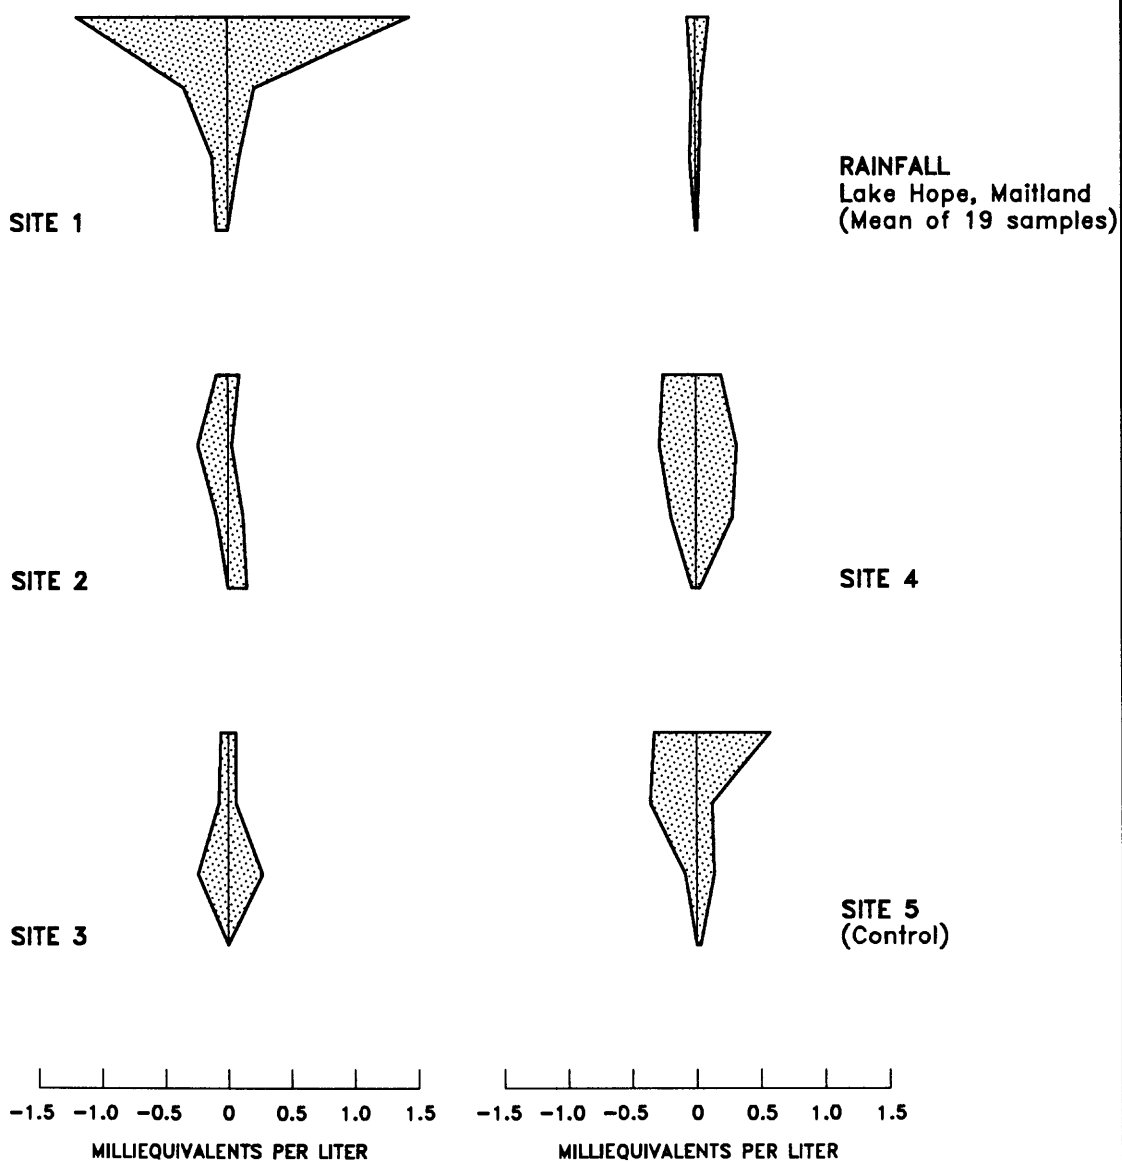 SITE 1
RAINFALL
Lake Hope, Maitland
(Mean of 19 samples)
SITE 2
SITE 4
SITE 3
SITE 5
(Control)
-1.5 -1.0 -0.5 0 0.5 1.0 1.5
MILLIEQUIVALENTS PER LITER
-1.5 -1.0 -0.5 0 0.5 1.0 1.5
MILLIEQUIVALENTS PER LITER